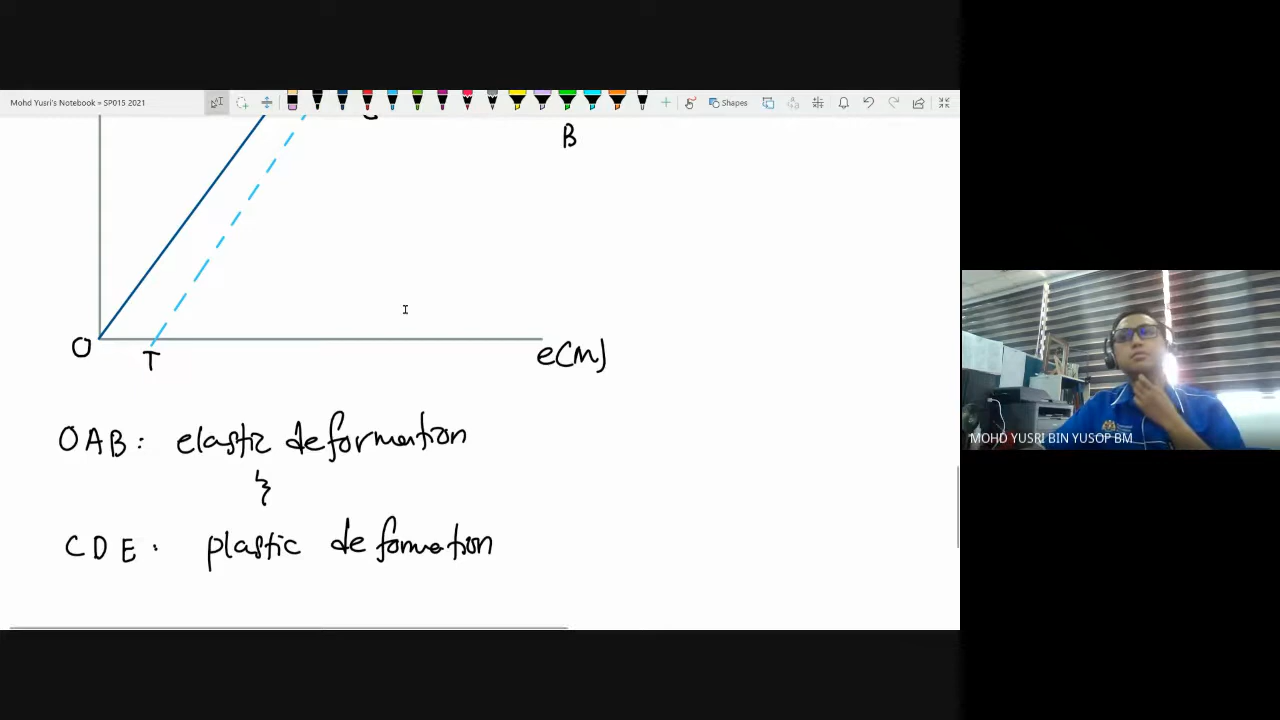 Mohd Yusri's Notebook » SP015 2021
Shapes
B
O
T
e(m)
OAB: elastic deformation
CDE: plastic deformation
MOHD YUSRI BIN YUSOP BM